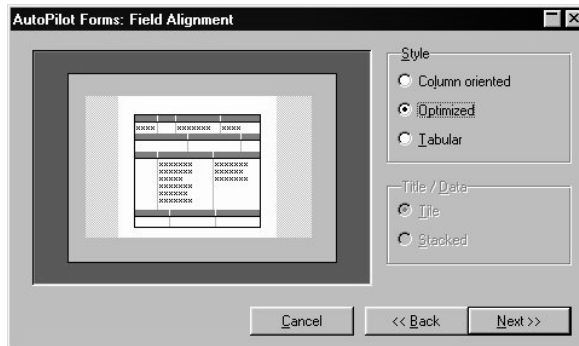 AutoPilot Forms: Field Alignment
Style
Column oriented
Optimized
Tabular
Title / Data
Tile
Stacked
Cancel
<< Back
Next >>